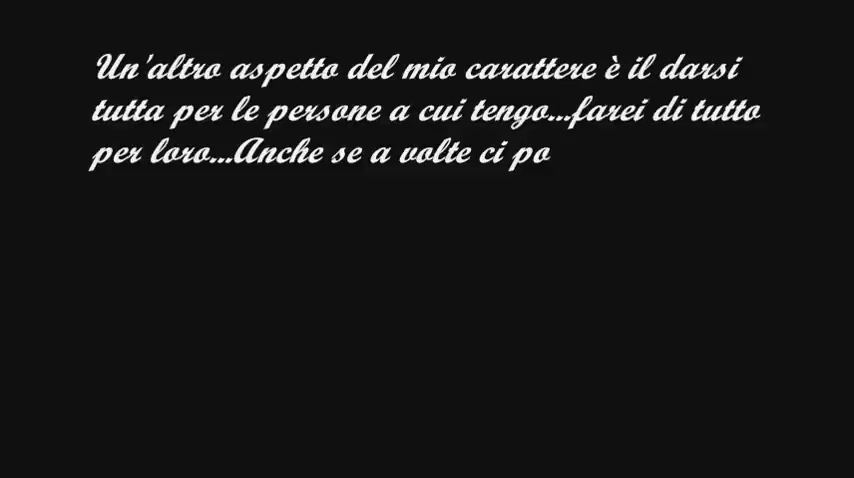 Un'altro aspetto del mio carattere è il darsi
tutta per le persone a cui tengo...farei di tutto
per loro...Anche se a volte ci po